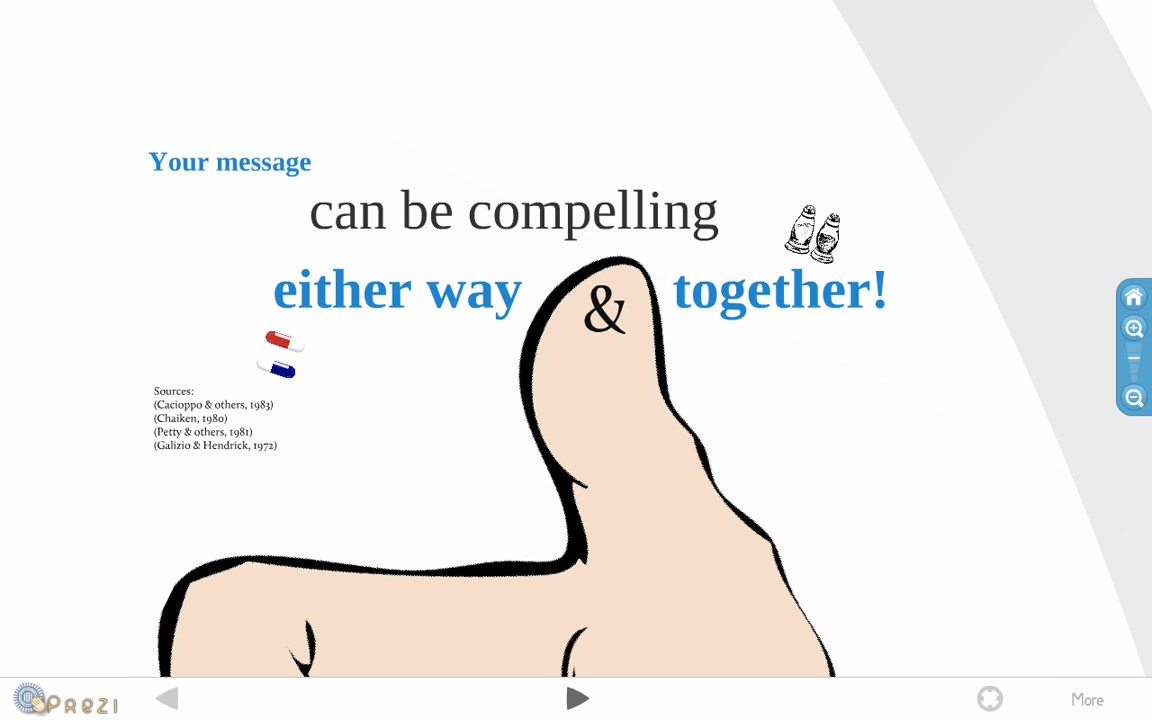 Your message
can be compelling
either way & together!
Sources:
(Cacioppo & others, 1983)
(Chaiken, 1980)
(Petty & others, 1981)
(Galizio & Hendrick, 1972)
Prezi
More